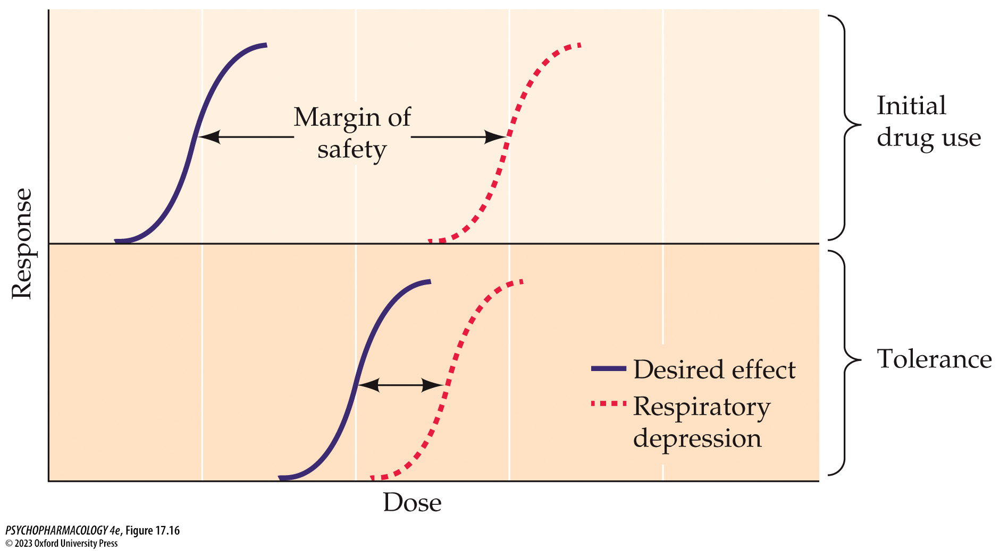 Margin of
safety
Initial
drug use
Response
Tolerance
Desired effect
Respiratory
depression
Dose
PSYCHOPHARMACOLOGY 4e, Figure 17.16
© 2023 Oxford University Press